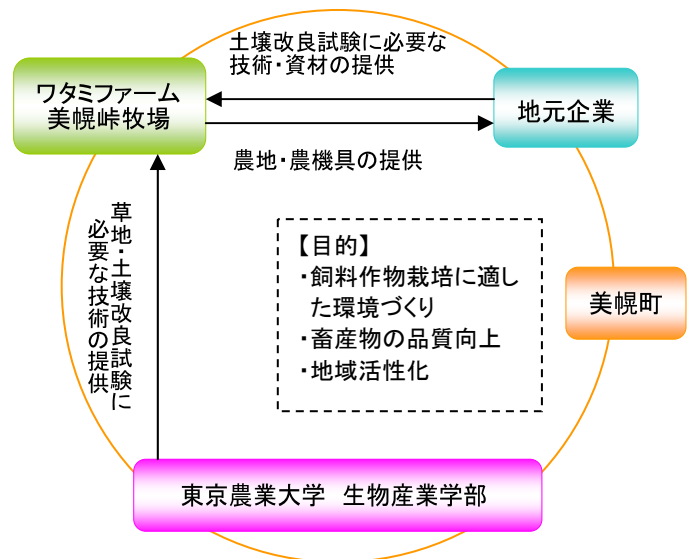 土壌改良試験に必要な
技術・資材の提供
ワタミファーム
美幌峠牧場
地元企業
農地・農機具の提供
草地・土壌改良試験に
必要な技術の提供
【目的】
・飼料作物栽培に適し
た環境づくり
・畜産物の品質向上
・地域活性化
美幌町
東京農業大学 生物産業学部